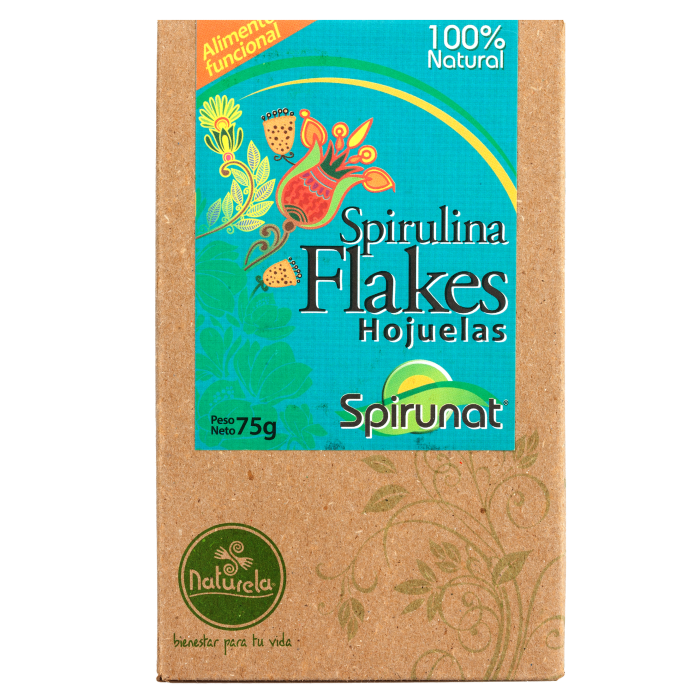 Alimento
funcional
100%
Natural
Spirulina
Flakes
Hojuelas
Spirunat®
Peso
Neto 75g
naturela
bienestar para tu vida